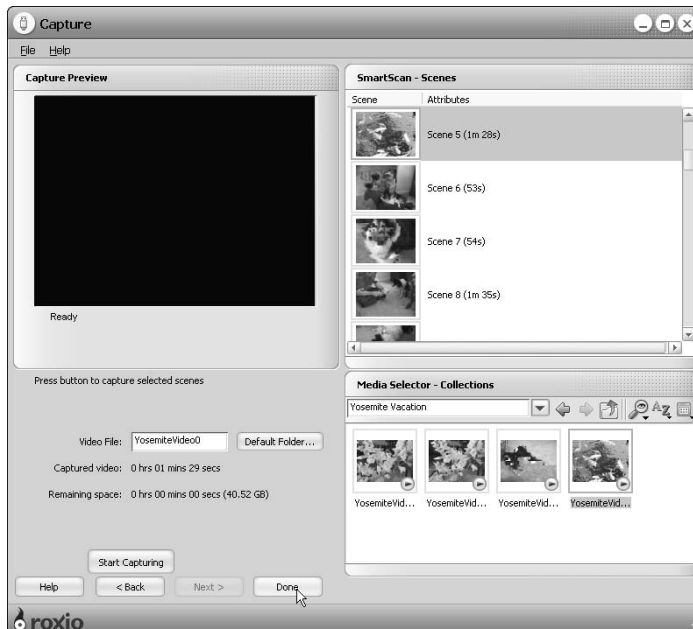 Capture
File Help
Capture Preview
Ready
Press button to capture selected scenes
Video File: YosemiteVideo0 Default Folder...
Captured video: 0 hrs 01 mins 29 secs
Remaining space: 0 hrs 00 mins 00 secs (40.52 GB)
Start Capturing
Help < Back Next > Done
roxio
SmartScan - Scenes
Scene Attributes
Scene 5 (1m 28s)
Scene 6 (53s)
Scene 7 (54s)
Scene 8 (1m 35s)
Media Selector - Collections
Yosemite Vacation
AZ
YosemiteVid... YosemiteVid... YosemiteVid... YosemiteVid...